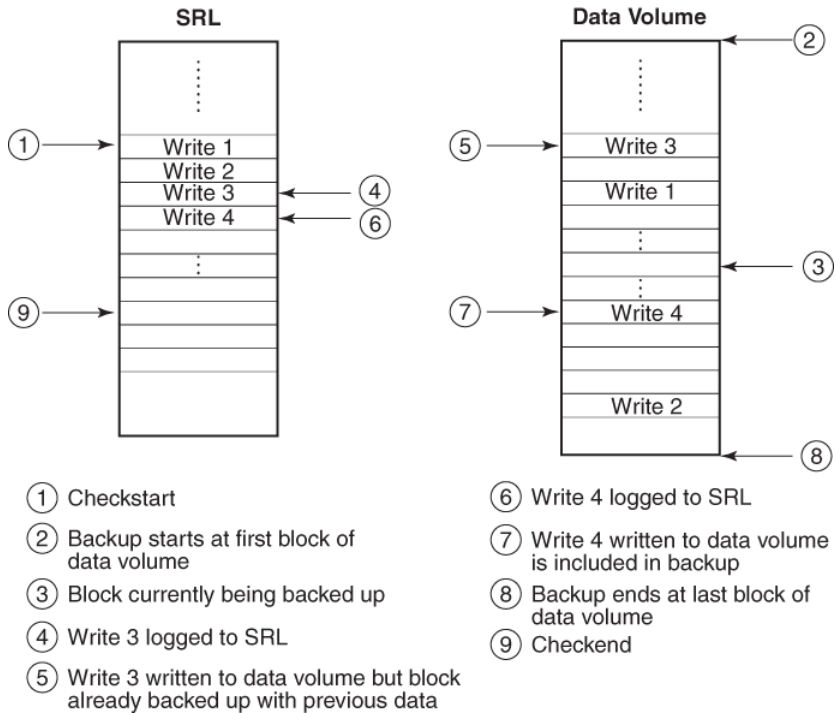 SRL
Data Volume
2
1
Write 1
5
Write 3
Write 2
Write 3
4
Write 1
Write 4
6
3
9
7
Write 4
Write 2
8
1 Checkstart
2 Backup starts at first block of
data volume
3 Block currently being backed up
4 Write 3 logged to SRL
5 Write 3 written to data volume but block
already backed up with previous data
6 Write 4 logged to SRL
7 Write 4 written to data volume
is included in backup
8 Backup ends at last block of
data volume
9 Checkend